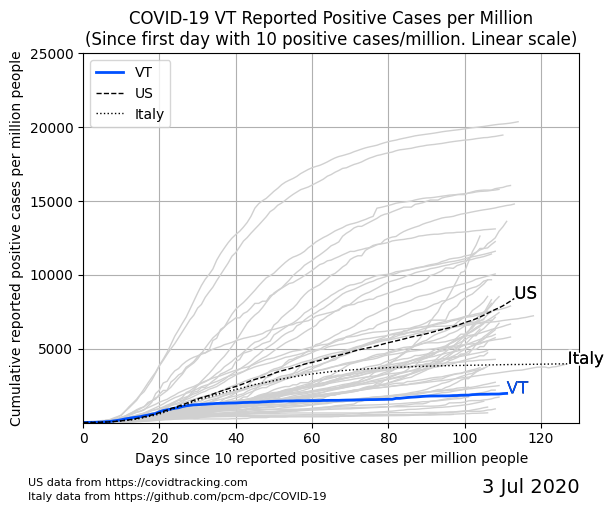 COVID-19 VT Reported Positive Cases per Million
(Since first day with 10 positive cases/million. Linear scale)
Cumulative reported positive cases per million people
25000
20000
15000
10000
5000
VT
US
Italy
US
Italy
VT
0 20 40 60 80 100 120
Days since 10 reported positive cases per million people
US data from https://covidtracking.com
Italy data from https://github.com/pcm-dpc/COVID-19
3 Jul 2020